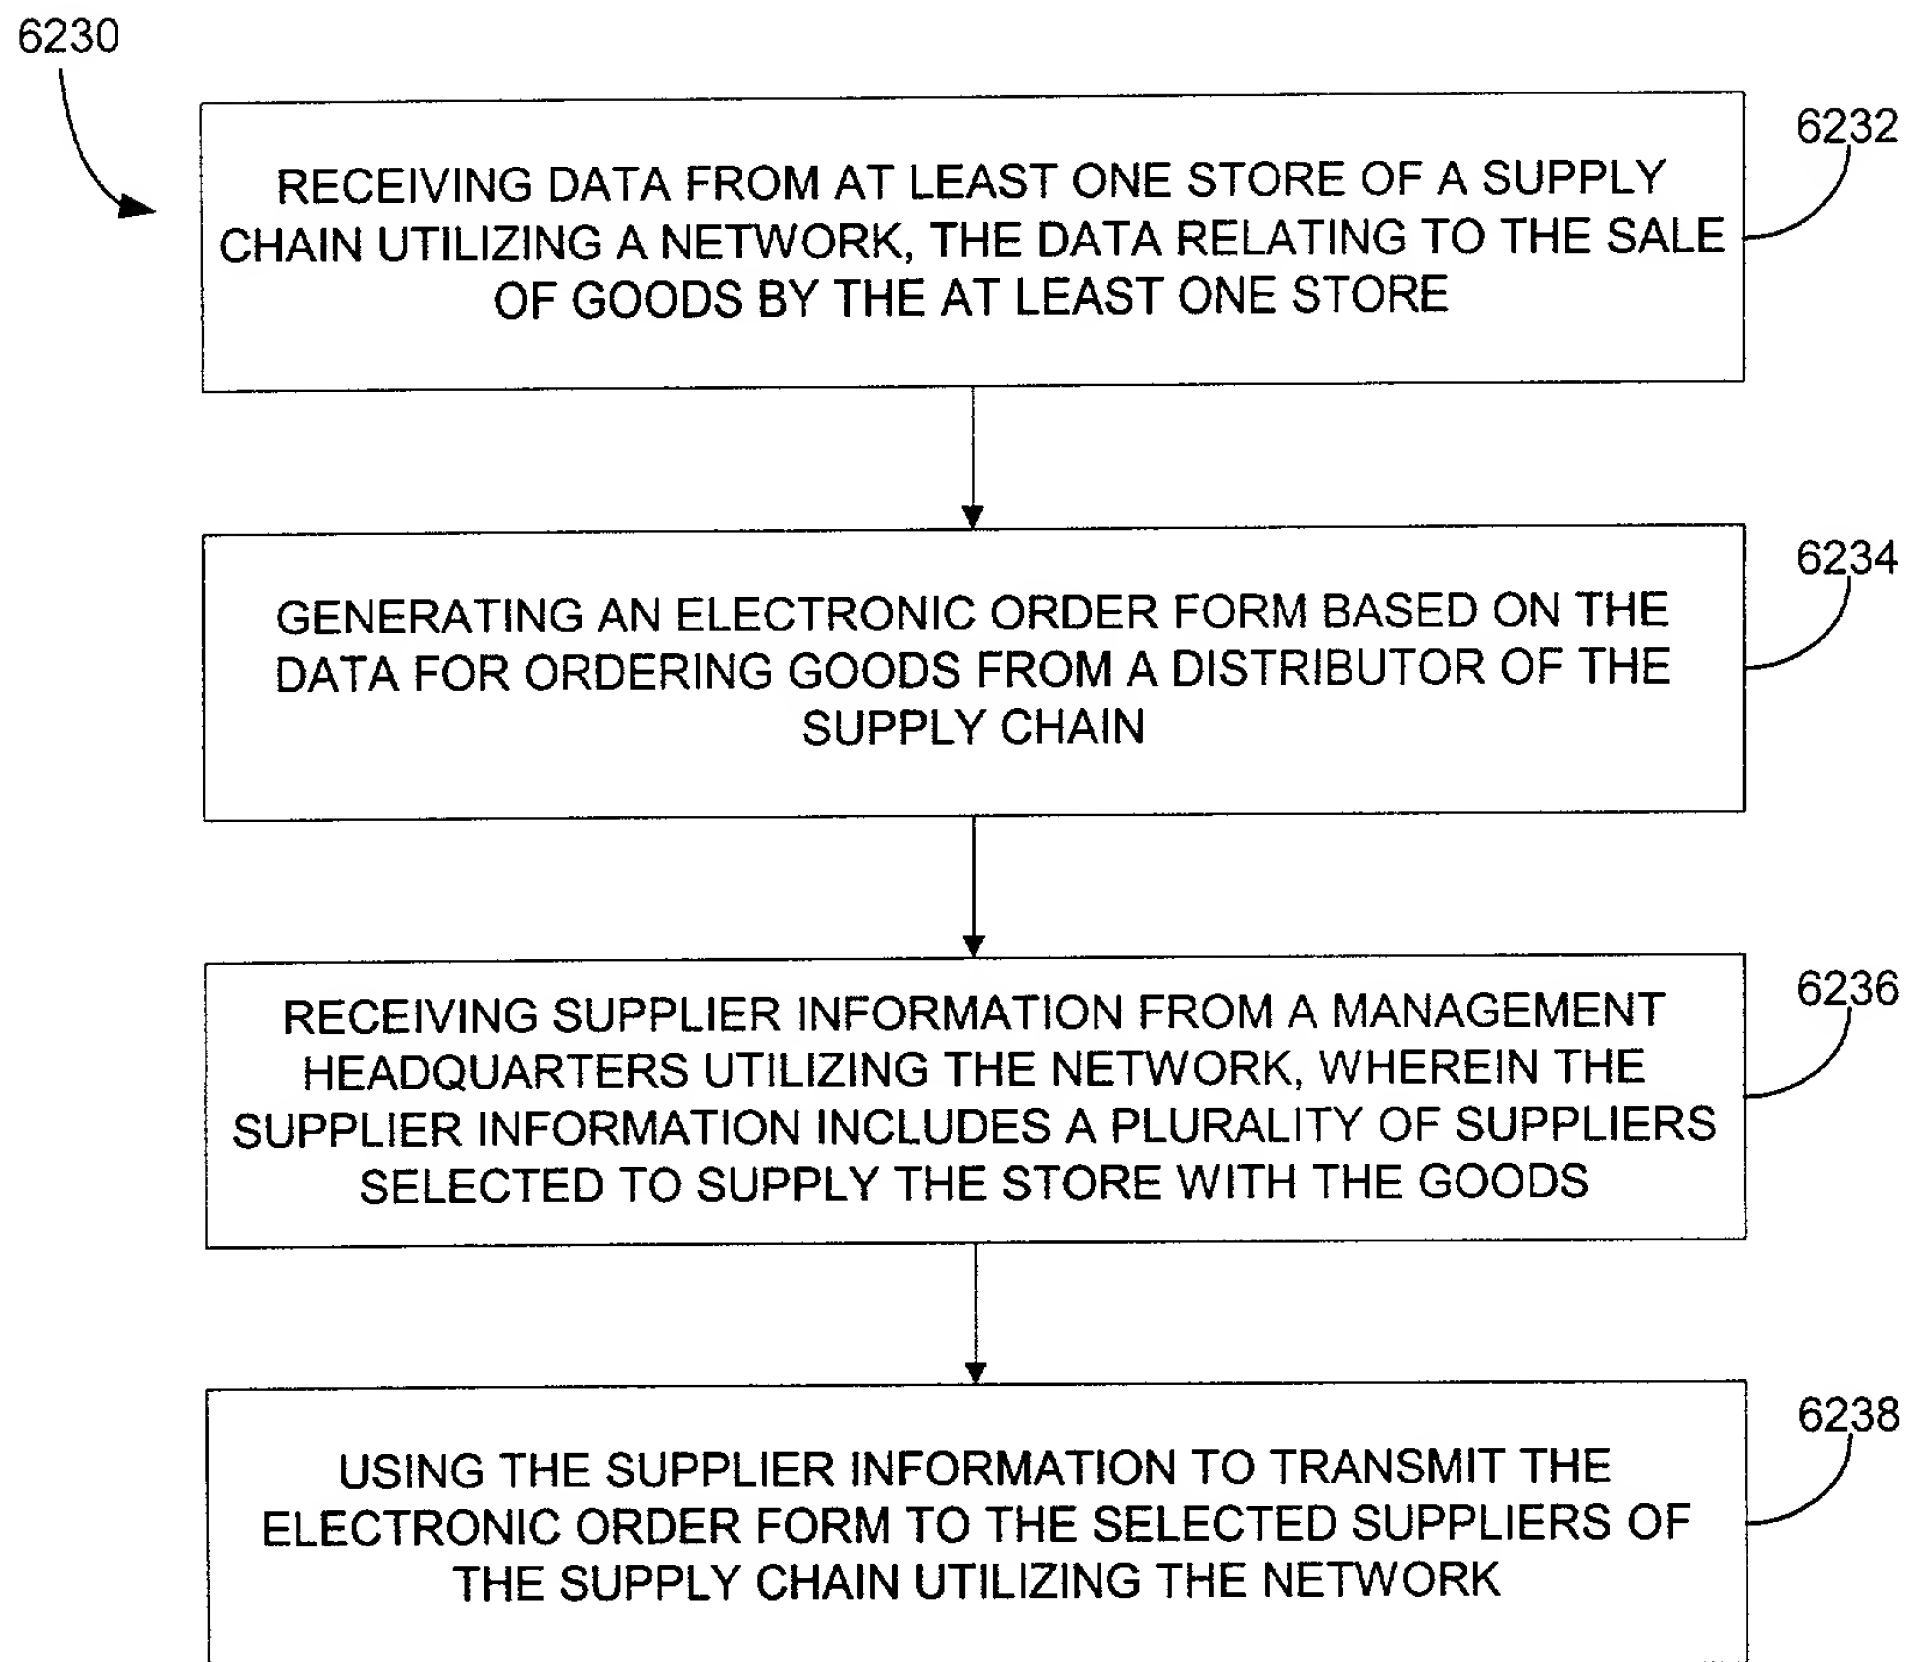 6230
6232
RECEIVING DATA FROM AT LEAST ONE STORE OF A SUPPLY
CHAIN UTILIZING A NETWORK, THE DATA RELATING TO THE SALE
OF GOODS BY THE AT LEAST ONE STORE
6234
GENERATING AN ELECTRONIC ORDER FORM BASED ON THE
DATA FOR ORDERING GOODS FROM A DISTRIBUTOR OF THE
SUPPLY CHAIN
6236
RECEIVING SUPPLIER INFORMATION FROM A MANAGEMENT
HEADQUARTERS UTILIZING THE NETWORK, WHEREIN THE
SUPPLIER INFORMATION INCLUDES A PLURALITY OF SUPPLIERS
SELECTED TO SUPPLY THE STORE WITH THE GOODS
6238
USING THE SUPPLIER INFORMATION TO TRANSMIT THE
ELECTRONIC ORDER FORM TO THE SELECTED SUPPLIERS OF
THE SUPPLY CHAIN UTILIZING THE NETWORK